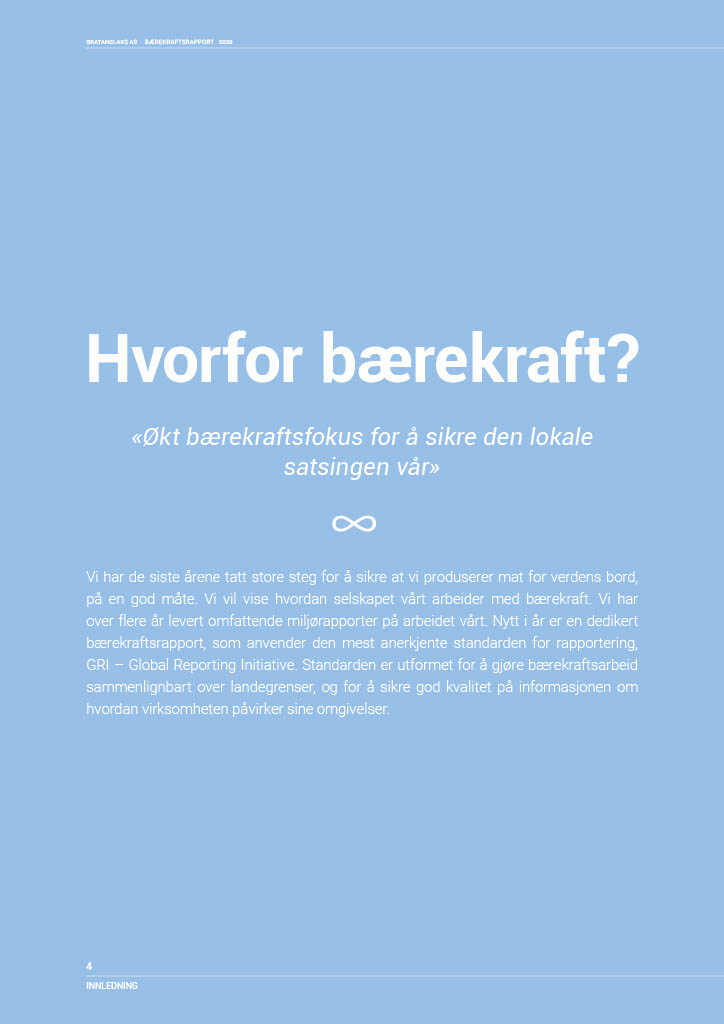 BRATANGLAKS AS BÆREKRAFTSRAPPORT 2020
Hvorfor bærekraft?
«Økt bærekraftsfokus for å sikre den lokale
satsingen vår»
Vi har de siste årene tatt store steg for å sikre at vi produserer mat for verdens bord,
på en god måte. Vi vil vise hvordan selskapet vårt arbeider med bærekraft. Vi har
over flere år levert omfattende miljørapporter på arbeidet vårt. Nytt i år er en dedikert
bærekraftsrapport, som anvender den mest anerkjente standarden for rapportering,
GRI – Global Reporting Initiative. Standarden er utformet for å gjøre bærekraftsarbeid
sammenlignbart over landegrenser, og for å sikre god kvalitet på informasjonen om
hvordan virksomheten påvirker sine omgivelser.
4
INNLEDNING